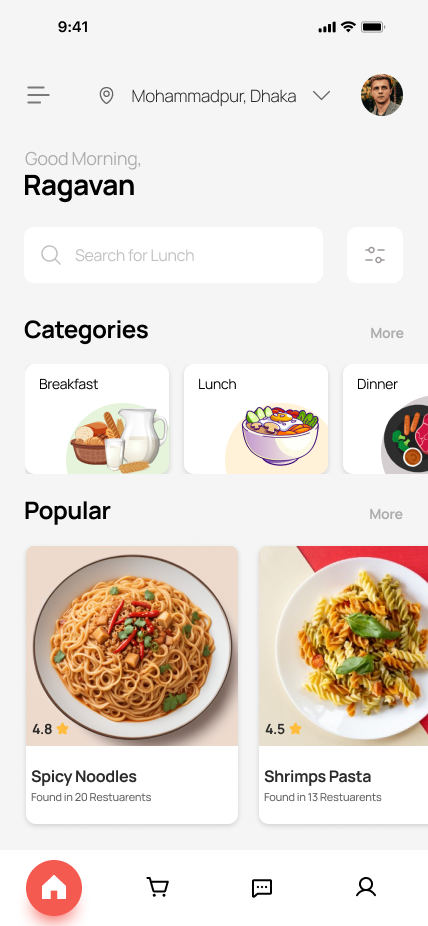 9:41
Mohammadpur, Dhaka
Good Morning,
Ragavan
Search for Lunch
Categories
More
Breakfast
Lunch
Dinner
Popular
More
4.8
4.5
Spicy Noodles
Shrimps Pasta
Found in 20 Restuarents
Found in 13 Restuarents